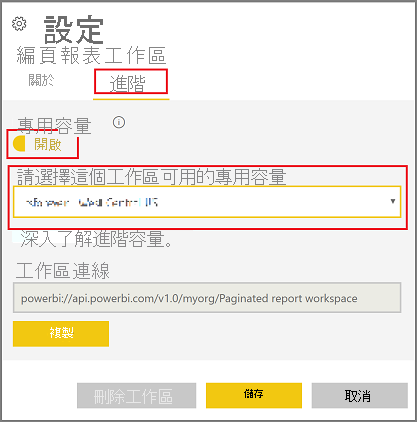 設定
編頁報表工作區
關於 進階
專用容量
開啟
請選擇這個工作區可用的專用容量
West Central US
深入了解進階容量。
工作區連線
powerbi://api.powerbi.com/v1.0/myorg/Paginated report workspace
複製
刪除工作區 儲存 取消